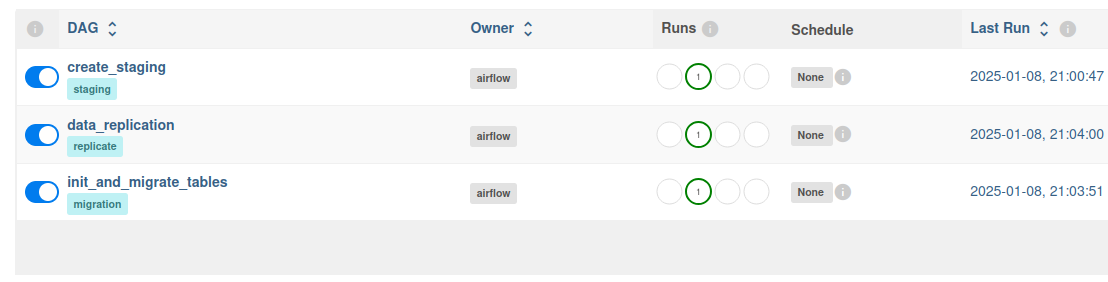 DAG Owner Runs Schedule Last Run
create_staging
staging airflow 1 None 2025-01-08, 21:00:47
data_replication
replicate airflow 1 None 2025-01-08, 21:04:00
init_and_migrate_tables
migration airflow 1 None 2025-01-08, 21:03:51